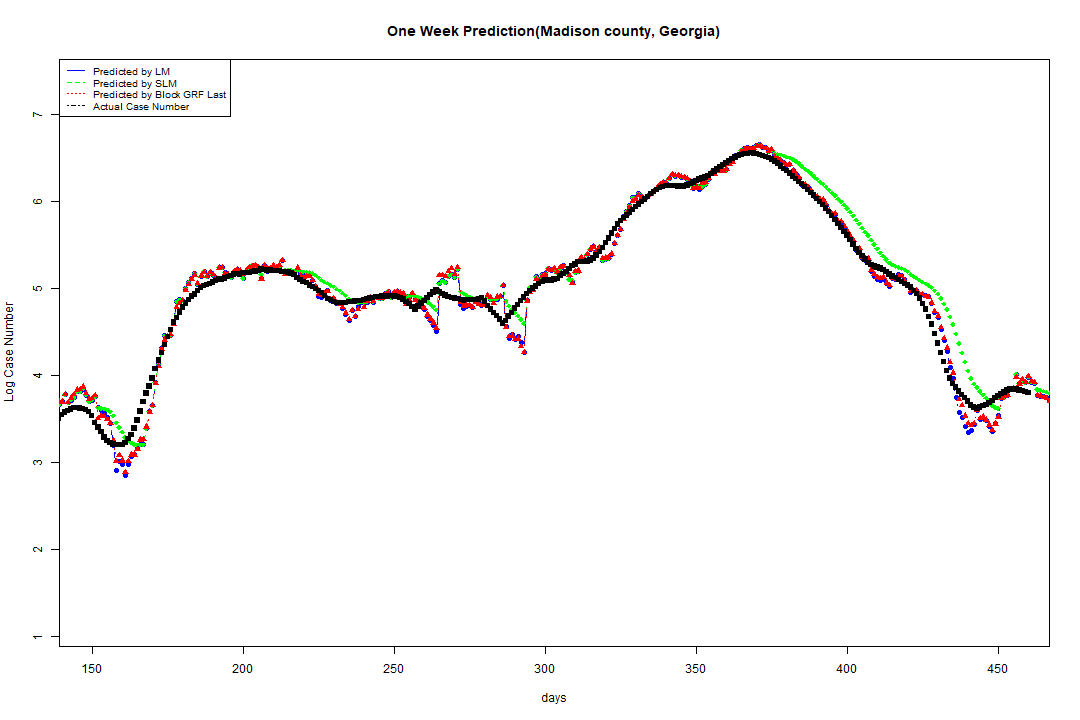 One Week Prediction(Madison county, Georgia)
Predicted by LM
Predicted by SLM
Predicted by Block GRF Last
Actual Case Number
Log Case Number
7
6
5
4
3
2
1
150 200 250 300 350 400 450
days